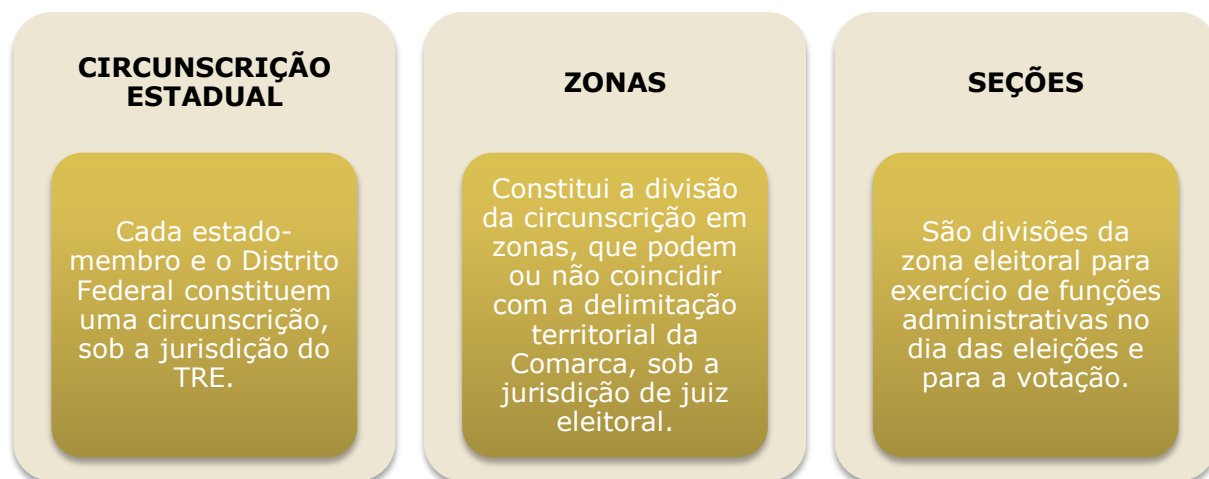 CIRCUNSCRIÇÃO
ESTADUAL
Cada estado-
membro e o Distrito
Federal constituem
uma circunscrição,
sob a jurisdição do
TRE.
ZONAS
Constitui a divisão
da circunscrição em
zonas, que podem
ou não coincidir
com a delimitação
territorial da
Comarca, sob a
jurisdição de juiz
eleitoral.
SEÇÕES
São divisões da
zona eleitoral para
exercício de funções
administrativas no
dia das eleições e
para a votação.